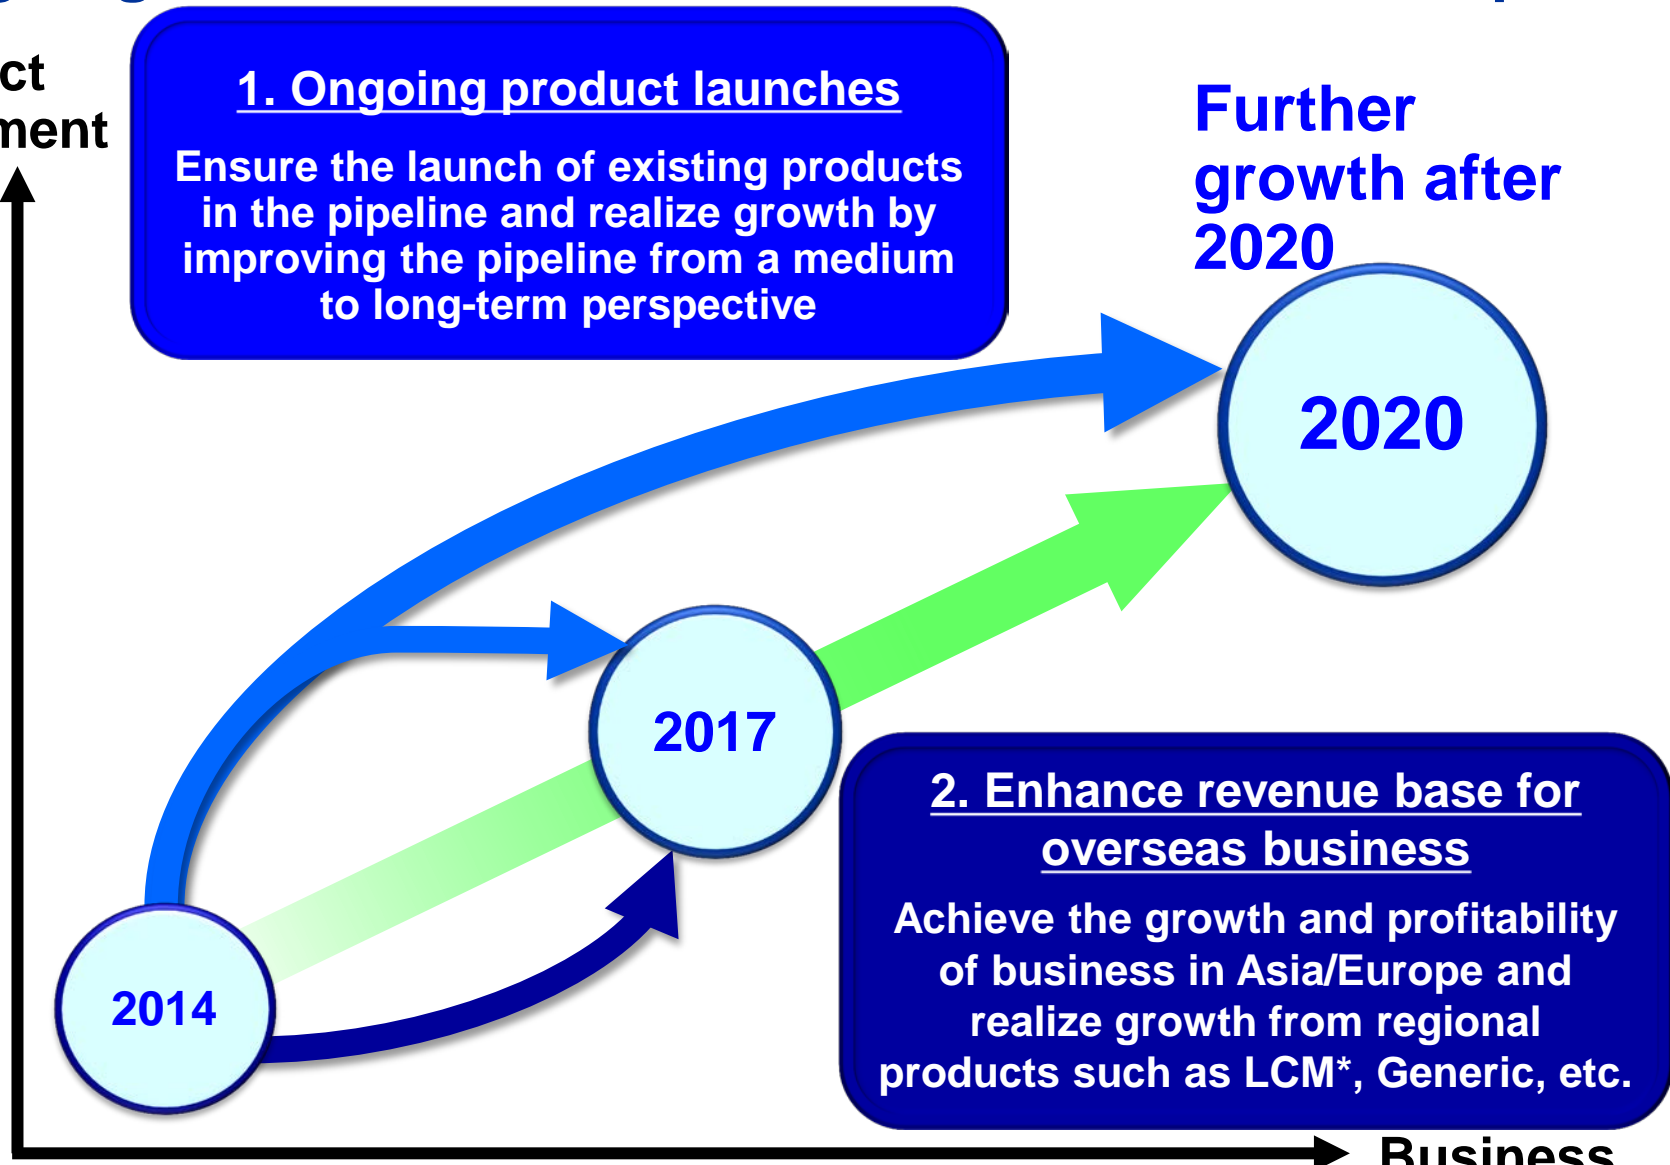 1. Ongoing product launches
Ensure the launch of existing products
in the pipeline and realize growth by
improving the pipeline from a medium
to long-term perspective
Further
growth after
2020
2020
2017
2014
2. Enhance revenue base for
overseas business
Achieve the growth and profitability
of business in Asia/Europe and
realize growth from regional
products such as LCM*, Generic, etc.
Business